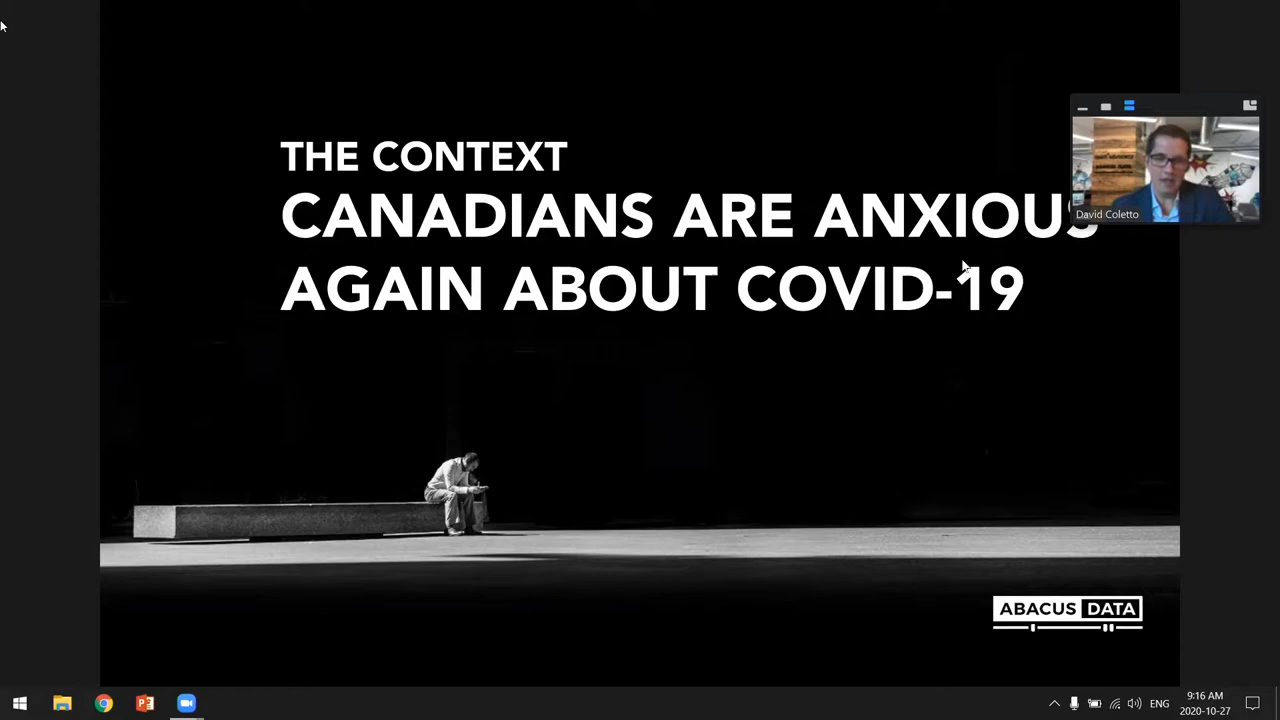 THE CONTEXT
CANADIANS ARE ANXIOUS
AGAIN ABOUT COVID-19
David Coletto
ABACUS DATA
ENG
9:16 AM
2020-10-27